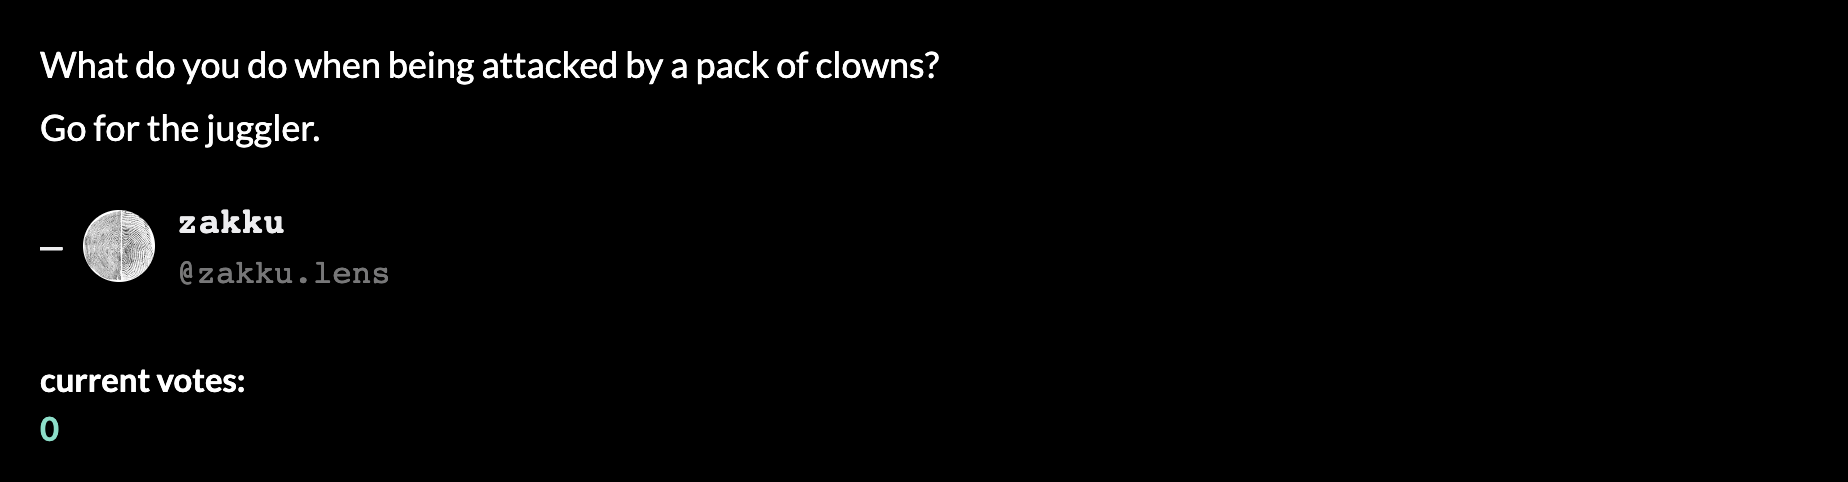 What do you do when being attacked by a pack of clowns?
Go for the juggler.
— zakku
@zakku.lens
current votes:
0